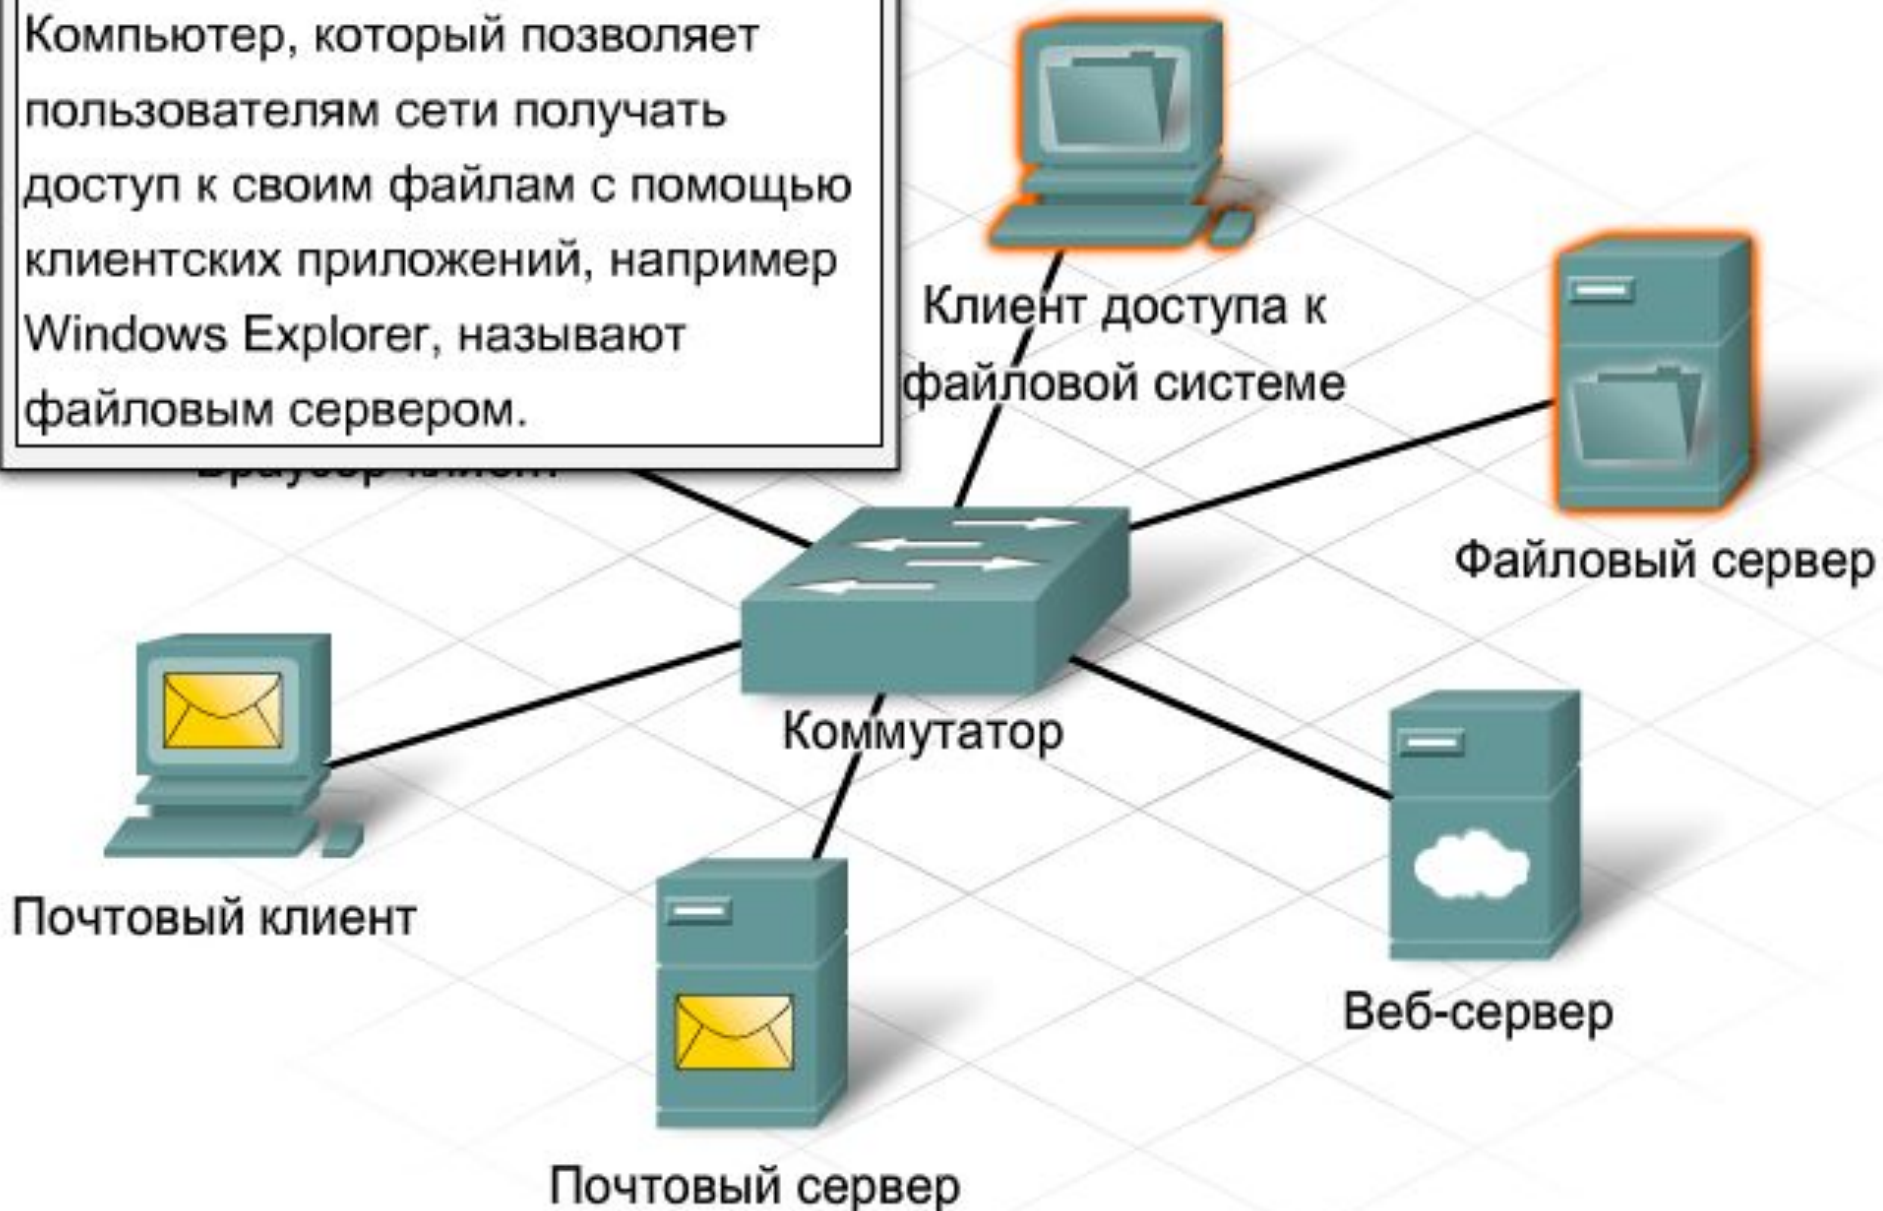 Компьютер, который позволяет
пользователям сети получать
доступ к своим файлам с помощью
клиентских приложений, например
Windows Explorer, называют
файловым сервером.
Клиент доступа к
файловой системе
Файловый сервер
Коммутатор
Почтовый клиент
Веб-сервер
Почтовый сервер